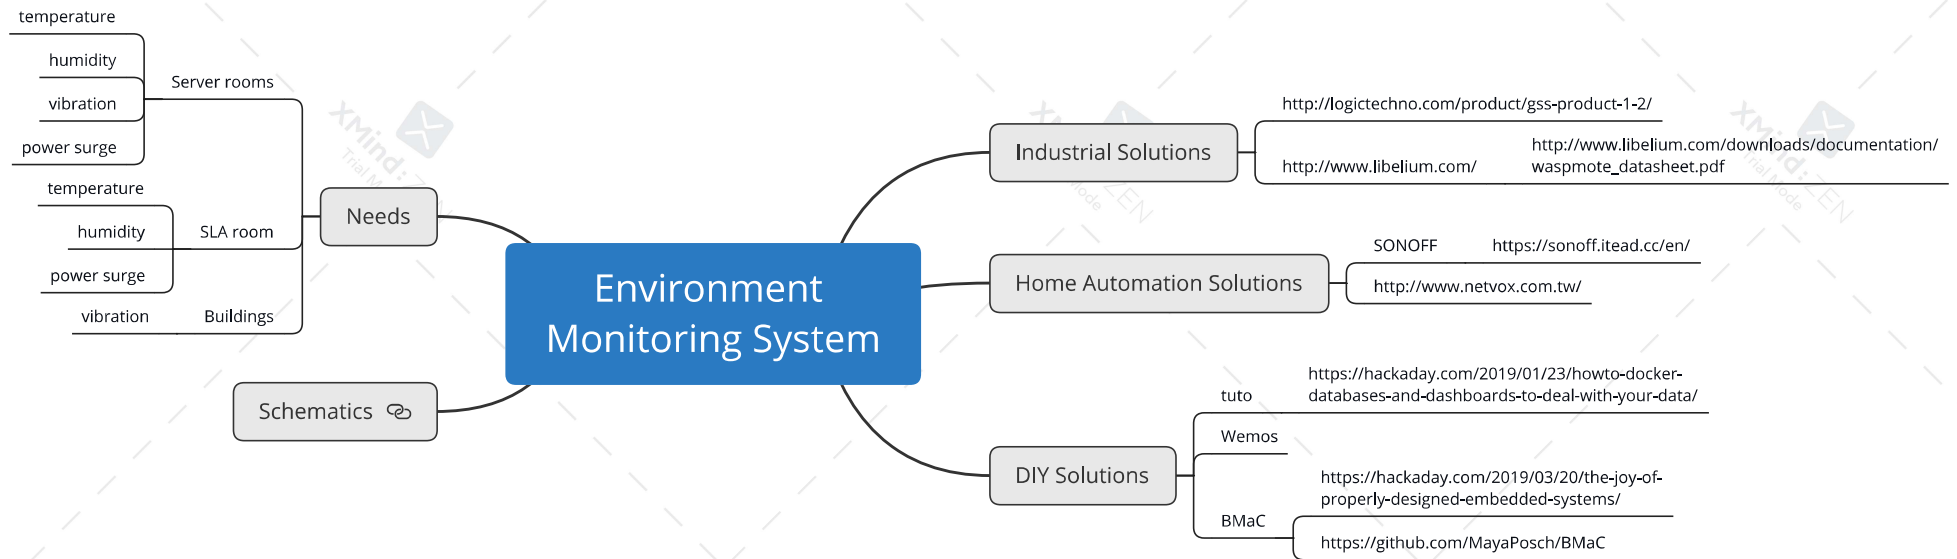 temperature
humidity
vibration
power surge
Server rooms
temperature
humidity
power surge
SLA room
vibration
Buildings
Needs
Schematics
Environment
Monitoring System
Industrial Solutions
http://logictechno.com/product/gss-product-1-2/
http://www.libelium.com/
http://www.libelium.com/downloads/documentation/
waspmote_datasheet.pdf
Home Automation Solutions
SONOFF
https://sonoff.itead.cc/en/
http://www.netvox.com.tw/
DIY Solutions
tuto
https://hackaday.com/2019/01/23/howto-docker-
databases-and-dashboards-to-deal-with-your-data/
Wemos
BMaC
https://hackaday.com/2019/03/20/the-joy-of-
properly-designed-embedded-systems/
https://github.com/MayaPosch/BMaC
XMind:ZEN
Trial Mode
XMind:ZEN
Trial Mode
XMind:ZEN
Trial Mode